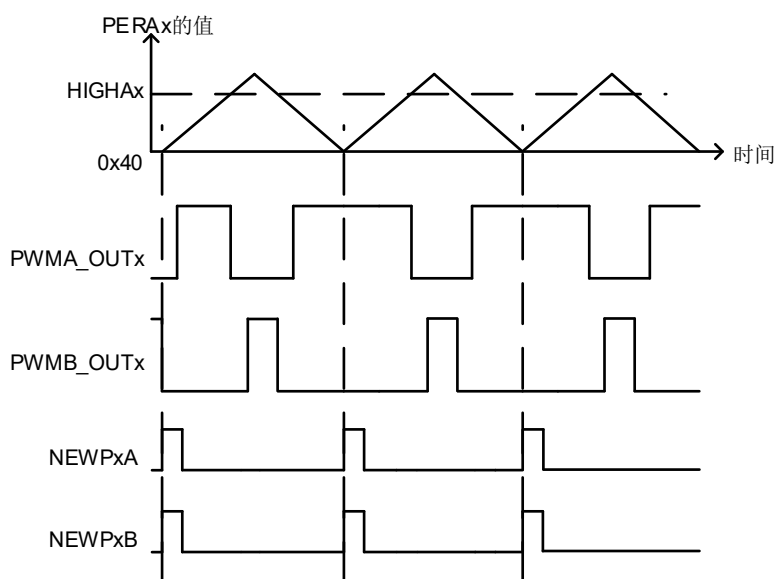 PERAx的值
HIGHAx
0x40
时间
PWMA_OUTx
PWMB_OUTx
NEWPxA
NEWPxB